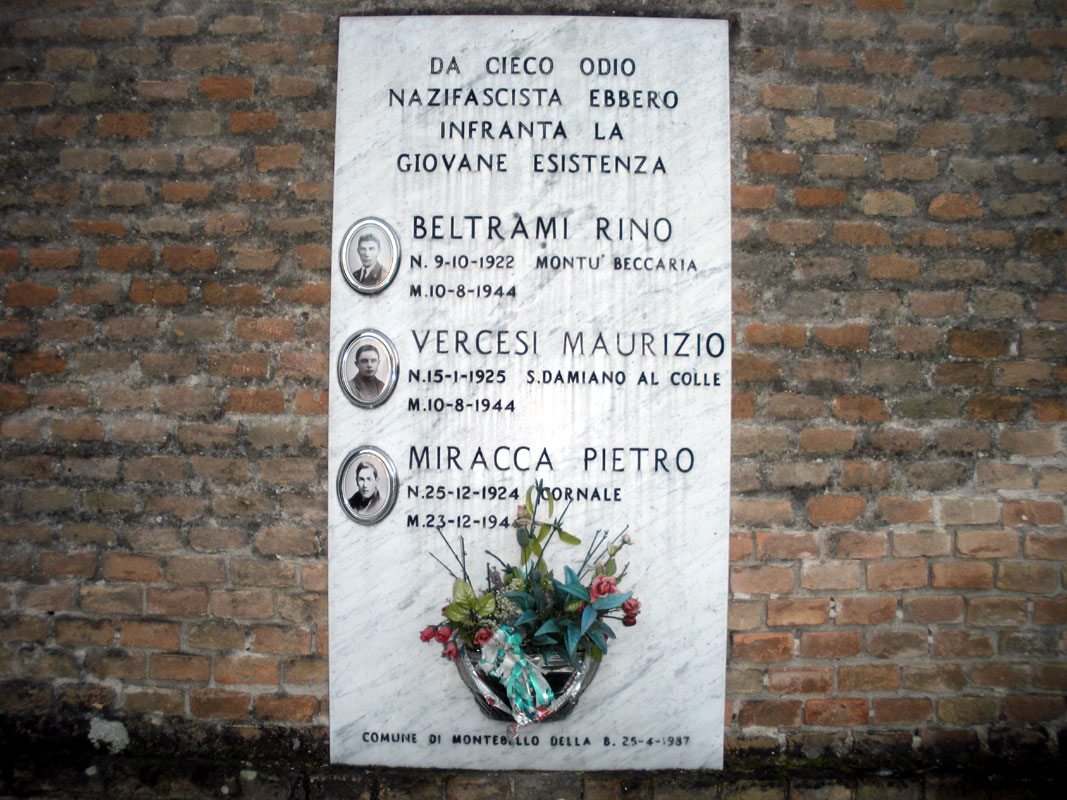 DA CIECO ODIO
NAZIFASCISTA EBBERO
INFRANTA LA
GIOVANE ESISTENZA
BELTRAMI RINO
N. 9-10-1922 MONTU' BECCARIA
M.10-8-1944
VERCESI MAURIZIO
N.15-1-1925 S.DAMIANO AL COLLE
M.10-8-1944
MIRACCA PIETRO
N.25-12-1924 CORNALE
COMUNE DI MONTEBELLO DELLA B. 25-4-1987